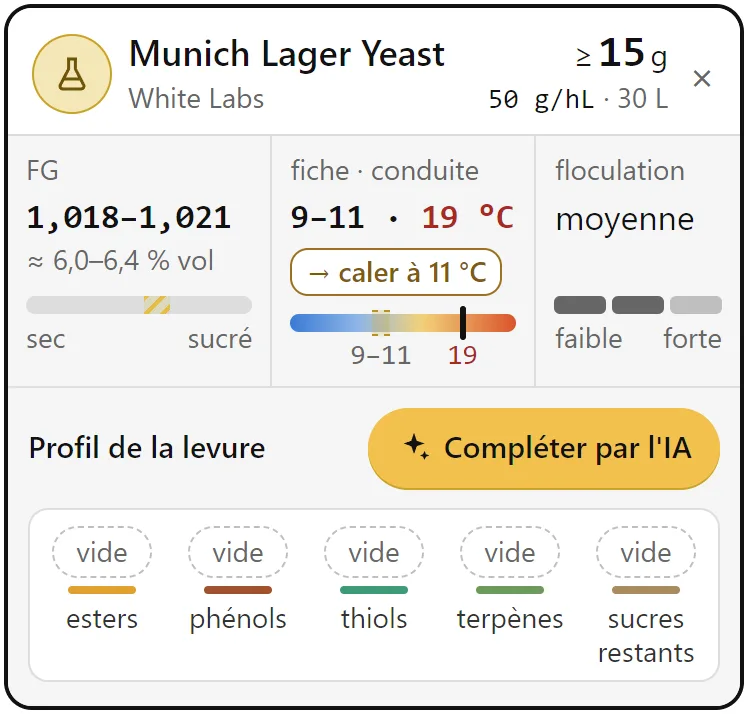 Munich Lager Yeast
White Labs
≥ 15 g
50 g/hL · 30 L
×
FG
1,018–1,021
≈ 6,0–6,4 % vol
sec
sucré
fiche · conduite
9–11 · 19 °C
→ caler à 11 °C
9–11
19
floculation
moyenne
faible
forte
Profil de la levure
Compléter par l'IA
vide
esters
vide
phénols
vide
thiols
vide
terpènes
vide
sucres
restants